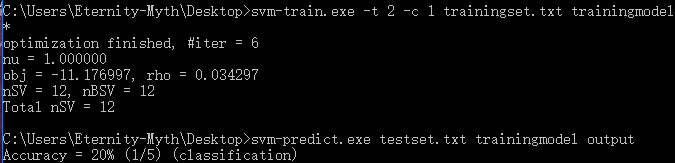 C:\Users\Eternity-Myth\Desktop>svm-train.exe -t 2 -c 1 trainingset.txt trainingmodel
*
optimization finished, #iter = 6
nu = 1.000000
obj = -11.176997, rho = 0.034297
nSV = 12, nBSV = 12
Total nSV = 12
C:\Users\Eternity-Myth\Desktop>svm-predict.exe testset.txt trainingmodel output
Accuracy = 20% (1/5) (classification)